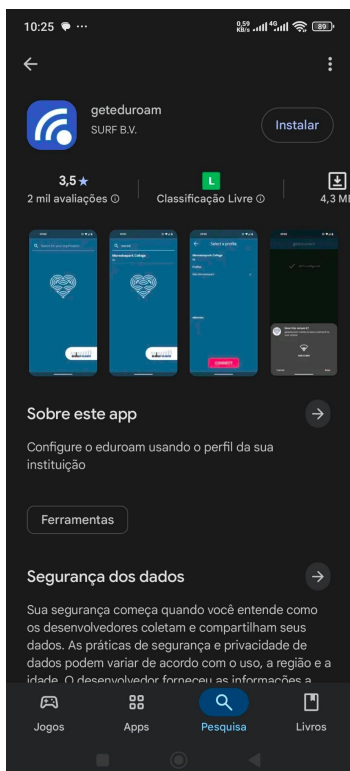 10:25
0,59
KB/s
4G
89
geteduroam
SURF B.V.
Instalar
3,5★
2 mil avaliações
L
Classificação Livre
4,3 M
Select a profile
CONNECT
Sobre este app
Configure o eduroam usando o perfil da sua
instituição
Ferramentas
Segurança dos dados
Sua segurança começa quando você entende como
os desenvolvedores coletam e compartilham seus
dados. As práticas de segurança e privacidade de
dados podem variar de acordo com o uso, a região e a
idade. O desenvolvedor forneceu as informações a
Jogos
Apps
Pesquisa
Livros